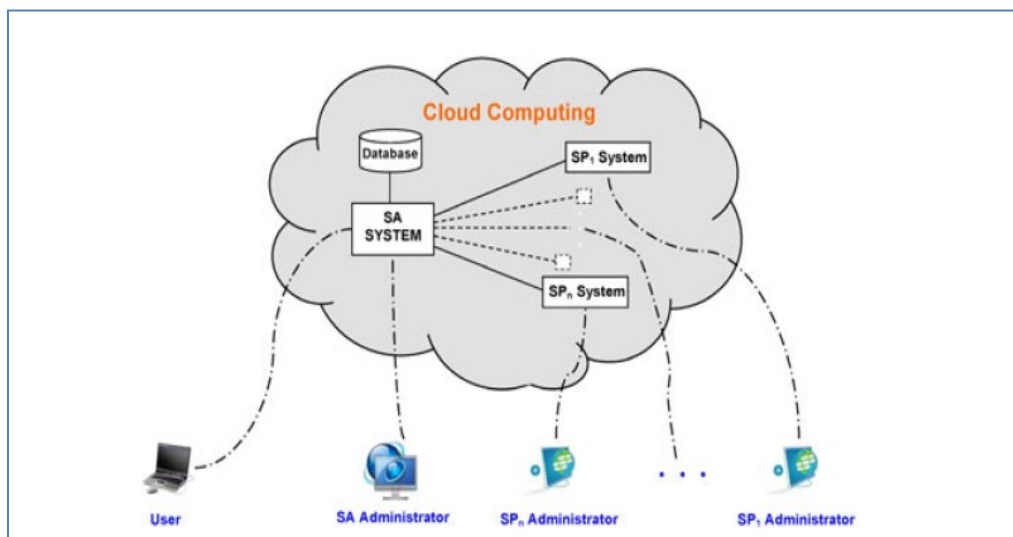 Cloud Computing
Database
SP₁ System
SA
SYSTEM
SPₙ System
. . .
User
SA Administrator
SPₙ Administrator
SP₁ Administrator